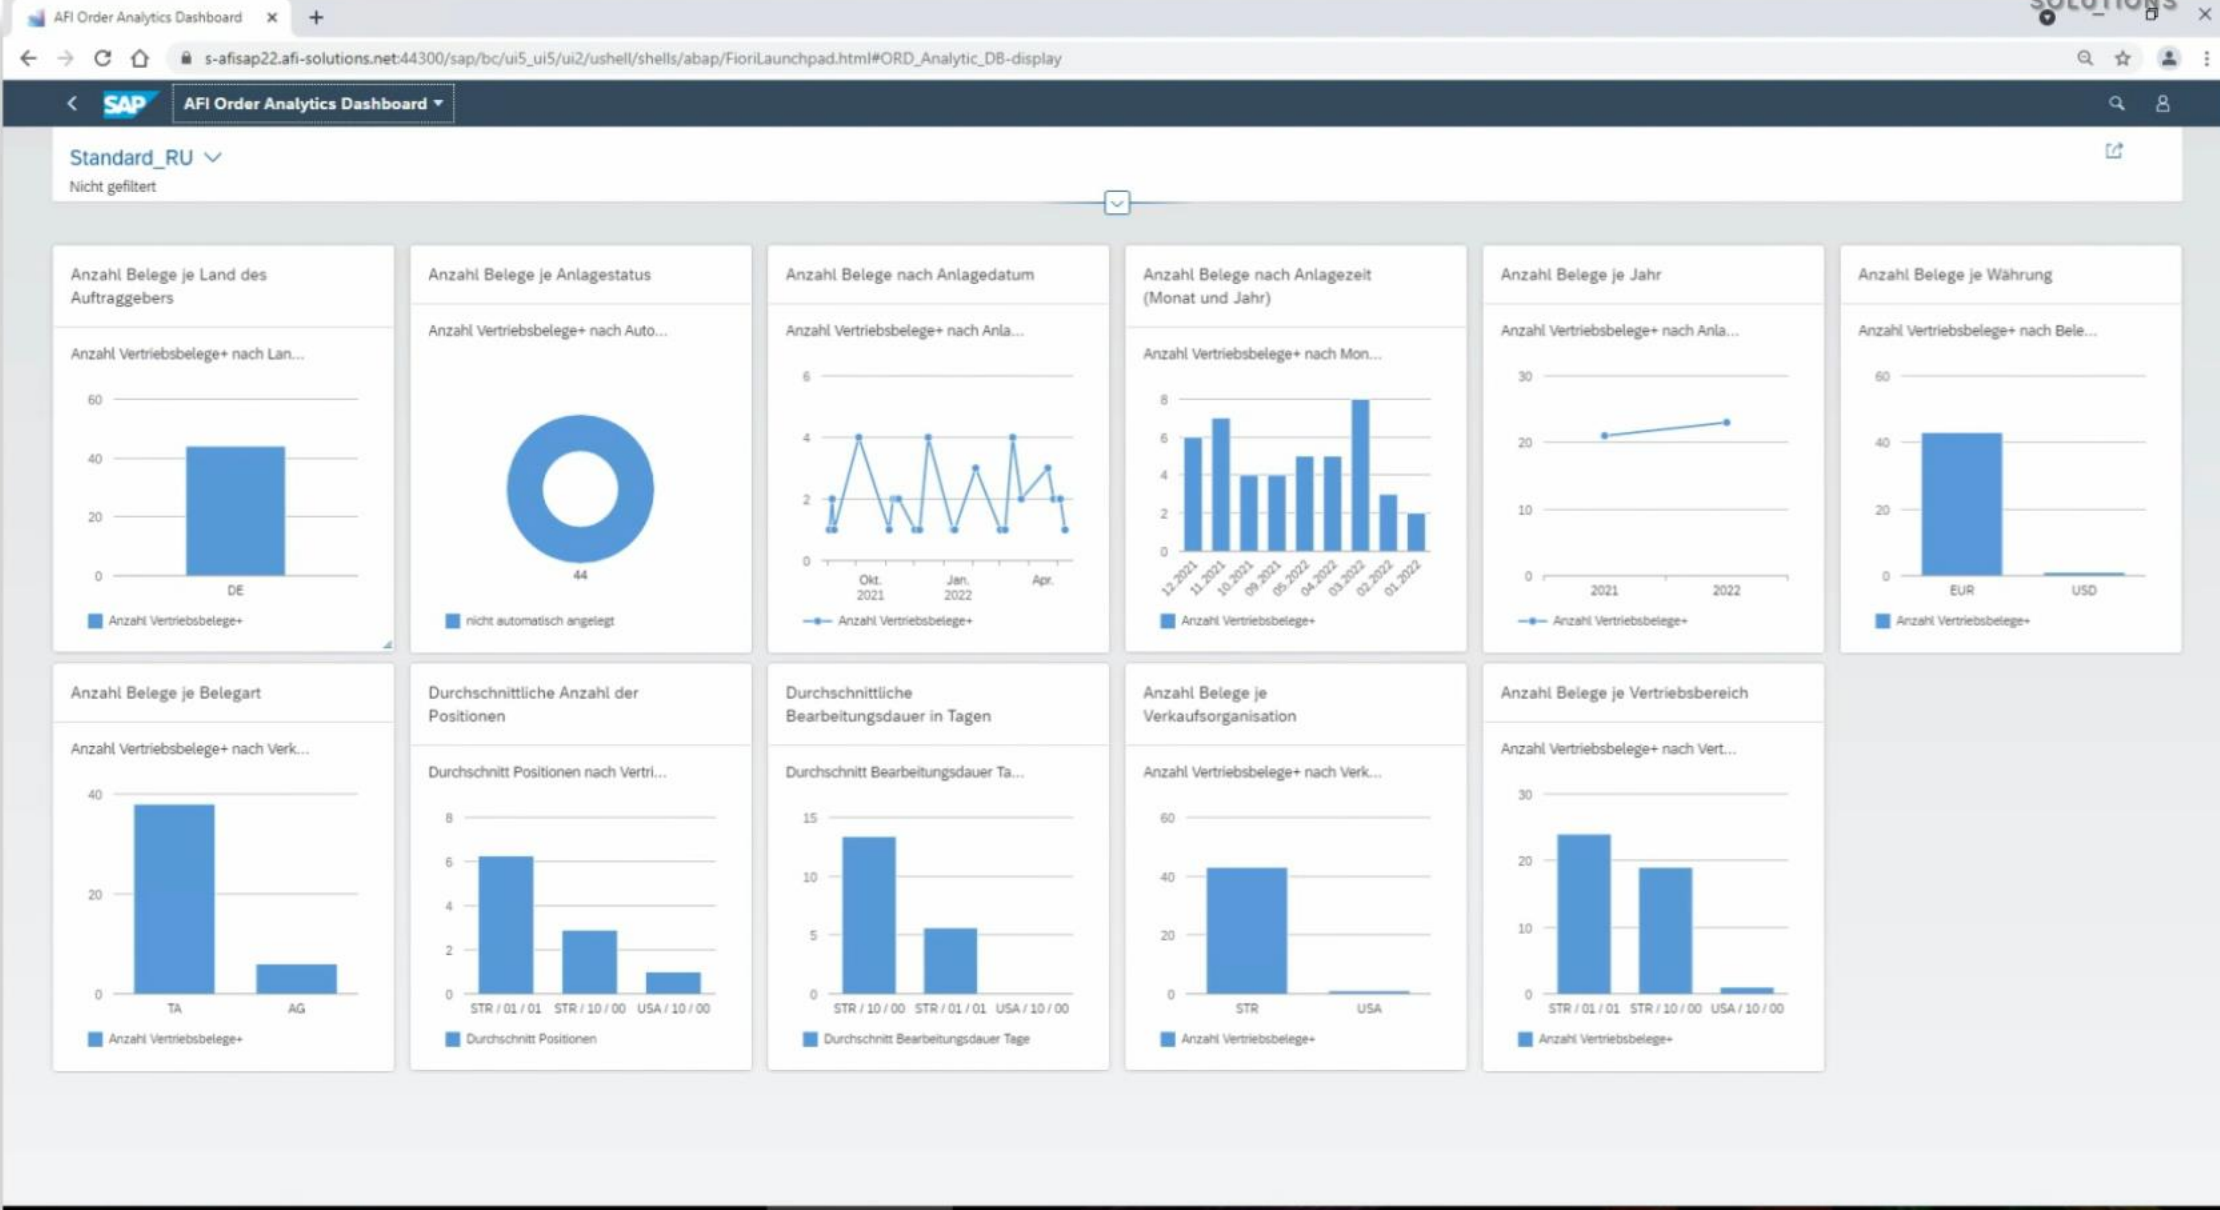 SOLUTIONS
AFI Order Analytics Dashboard
s-afisap22.afi-solutions.net:44300/sap/bc/ui5_ui5/ui2/ushell/shells/abap/FioriLaunchpad.html#ORD_Analytic_DB-display
SAP
AFI Order Analytics Dashboard
Standard_RU
Nicht gefiltert
Anzahl Belege je Land des
Auftraggebers
Anzahl Vertriebsbelege+ nach Lan...
60
40
20
0
DE
Anzahl Vertriebsbelege+
Anzahl Belege je Anlagestatus
Anzahl Vertriebsbelege+ nach Auto...
44
nicht automatisch angelegt
Anzahl Belege nach Anlagedatum
Anzahl Vertriebsbelege+ nach Anla...
6
4
2
0
Okt. Jan. Apr.
2021 2022
Anzahl Vertriebsbelege+
Anzahl Belege nach Anlagezeit
(Monat und Jahr)
Anzahl Vertriebsbelege+ nach Mon...
8
6
4
2
0
12.2021 11.2021 10.2021 09.2021 05.2022 04.2022 03.2022 02.2022 01.2022
Anzahl Vertriebsbelege+
Anzahl Belege je Jahr
Anzahl Vertriebsbelege+ nach Anla...
30
20
10
0
2021 2022
Anzahl Vertriebsbelege+
Anzahl Belege je Währung
Anzahl Vertriebsbelege+ nach Bele...
60
40
20
0
EUR USD
Anzahl Vertriebsbelege+
Anzahl Belege je Belegart
Anzahl Vertriebsbelege+ nach Verk...
40
20
0
TA AG
Anzahl Vertriebsbelege+
Durchschnittliche Anzahl der
Positionen
Durchschnitt Positionen nach Vertri...
8
6
4
2
0
STR / 01 / 01 STR / 10 / 00 USA / 10 / 00
Durchschnitt Positionen
Durchschnittliche
Bearbeitungsdauer in Tagen
Durchschnitt Bearbeitungsdauer Ta...
15
10
5
0
STR / 10 / 00 STR / 01 / 01 USA / 10 / 00
Durchschnitt Bearbeitungsdauer Tage
Anzahl Belege je
Verkaufsorganisation
Anzahl Vertriebsbelege+ nach Verk...
60
40
20
0
STR USA
Anzahl Vertriebsbelege+
Anzahl Belege je Vertriebsbereich
Anzahl Vertriebsbelege+ nach Vert...
30
20
10
0
STR / 01 / 01 STR / 10 / 00 USA / 10 / 00
Anzahl Vertriebsbelege+